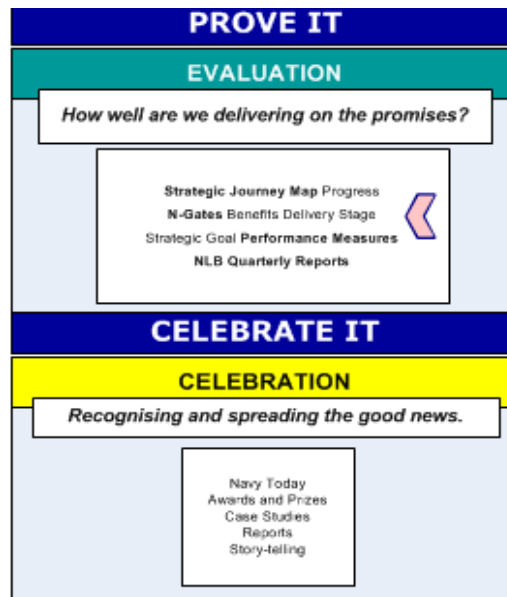 PROVE IT
EVALUATION
How well are we delivering on the promises?
Strategic Journey Map Progress
N-Gates Benefits Delivery Stage
Strategic Goal Performance Measures
NLB Quarterly Reports
CELEBRATE IT
CELEBRATION
Recognising and spreading the good news.
Navy Today
Awards and Prizes
Case Studies
Reports
Story-telling